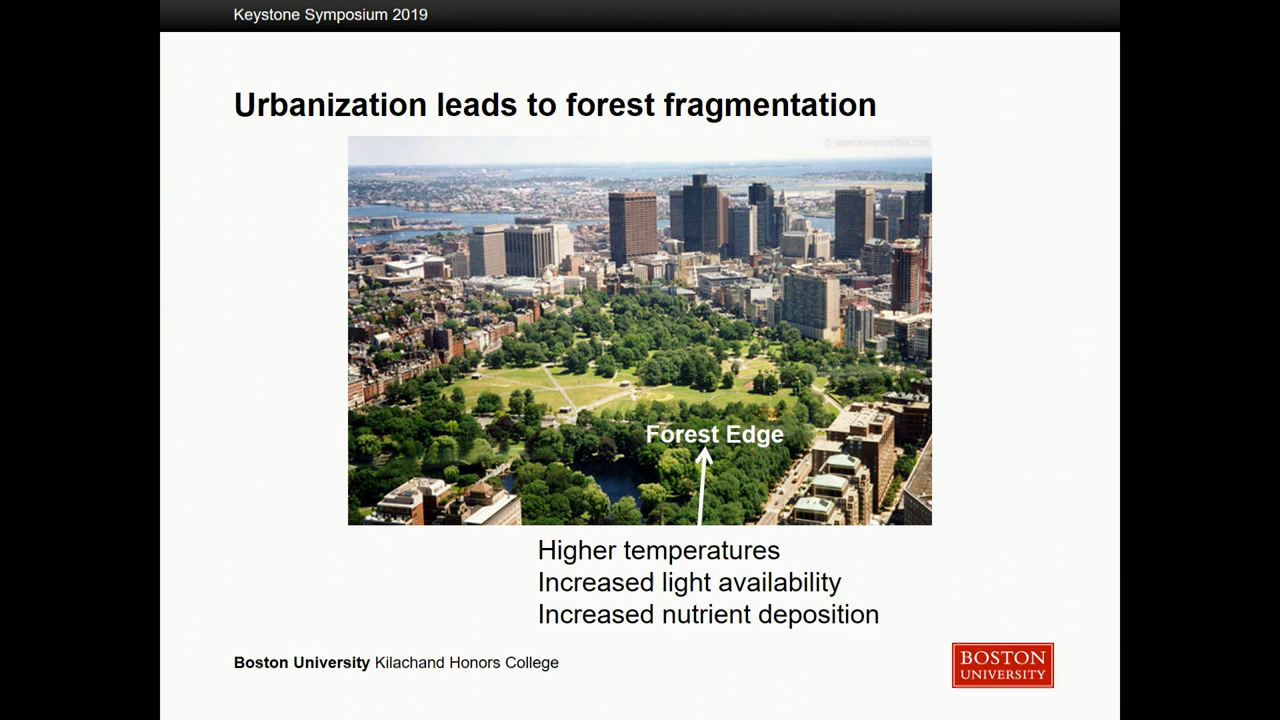 Keystone Symposium 2019
Urbanization leads to forest fragmentation
Forest Edge
Higher temperatures
Increased light availability
Increased nutrient deposition
Boston University Kilachand Honors College
BOSTON
UNIVERSITY